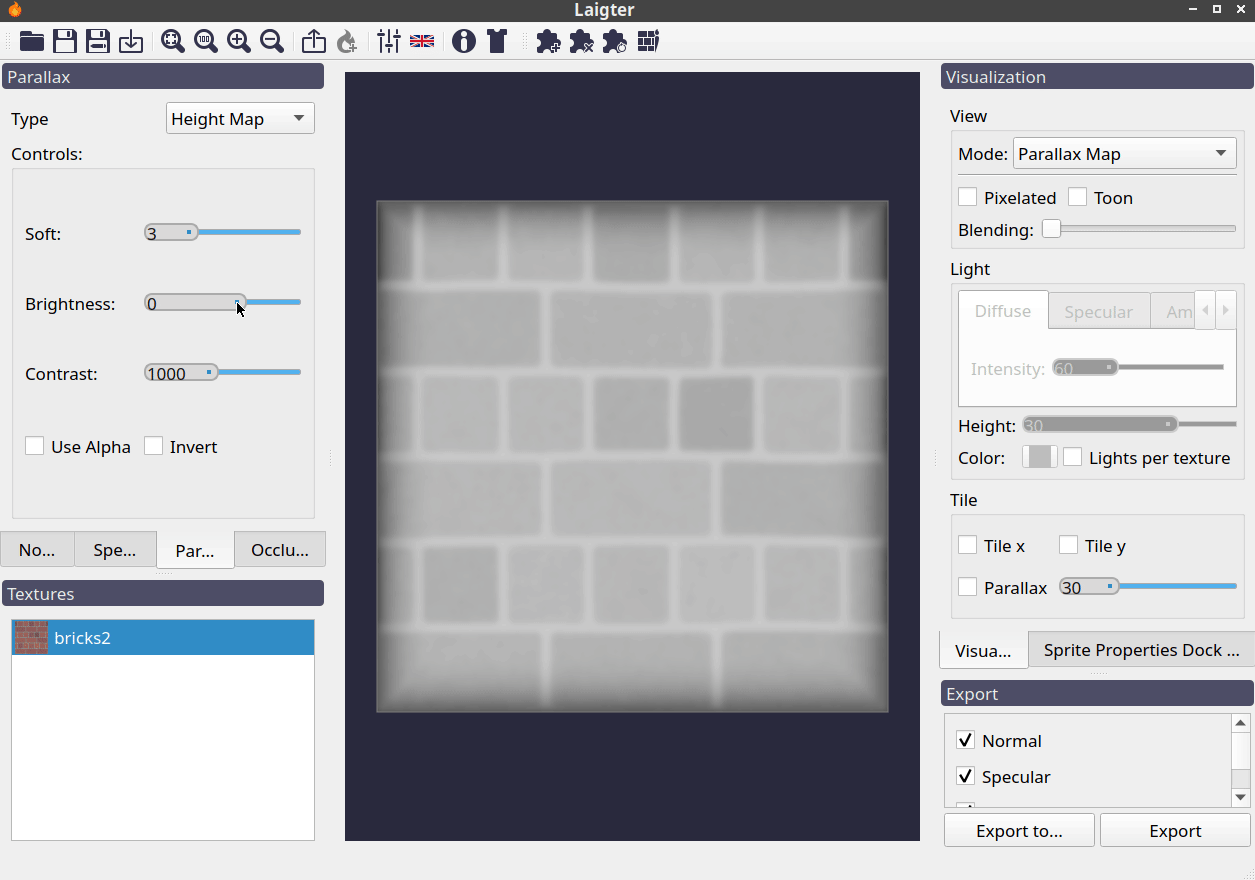 Laigter
100
Parallax
Type
Height Map
Controls:
Soft:
3
Brightness:
0
Contrast:
1000
Use Alpha
Invert
No...
Spe...
Par...
Occlu...
Textures
bricks2
Visualization
View
Mode:
Parallax Map
Pixelated
Toon
Blending:
Light
Diffuse
Specular
Am
Intensity:
60
Height:
30
Color:
Lights per texture
Tile
Tile x
Tile y
Parallax
30
Visua...
Sprite Properties Dock ...
Export
Normal
Specular
Export to...
Export